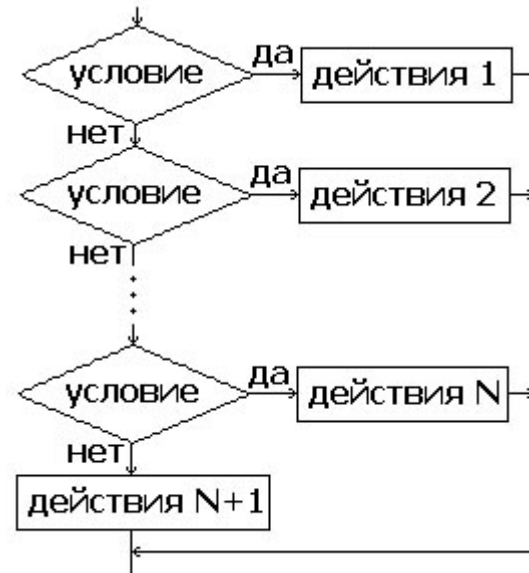 да
условие действия 1
нет
да
условие действия 2
нет
да
условие действия N
нет
действия N+1